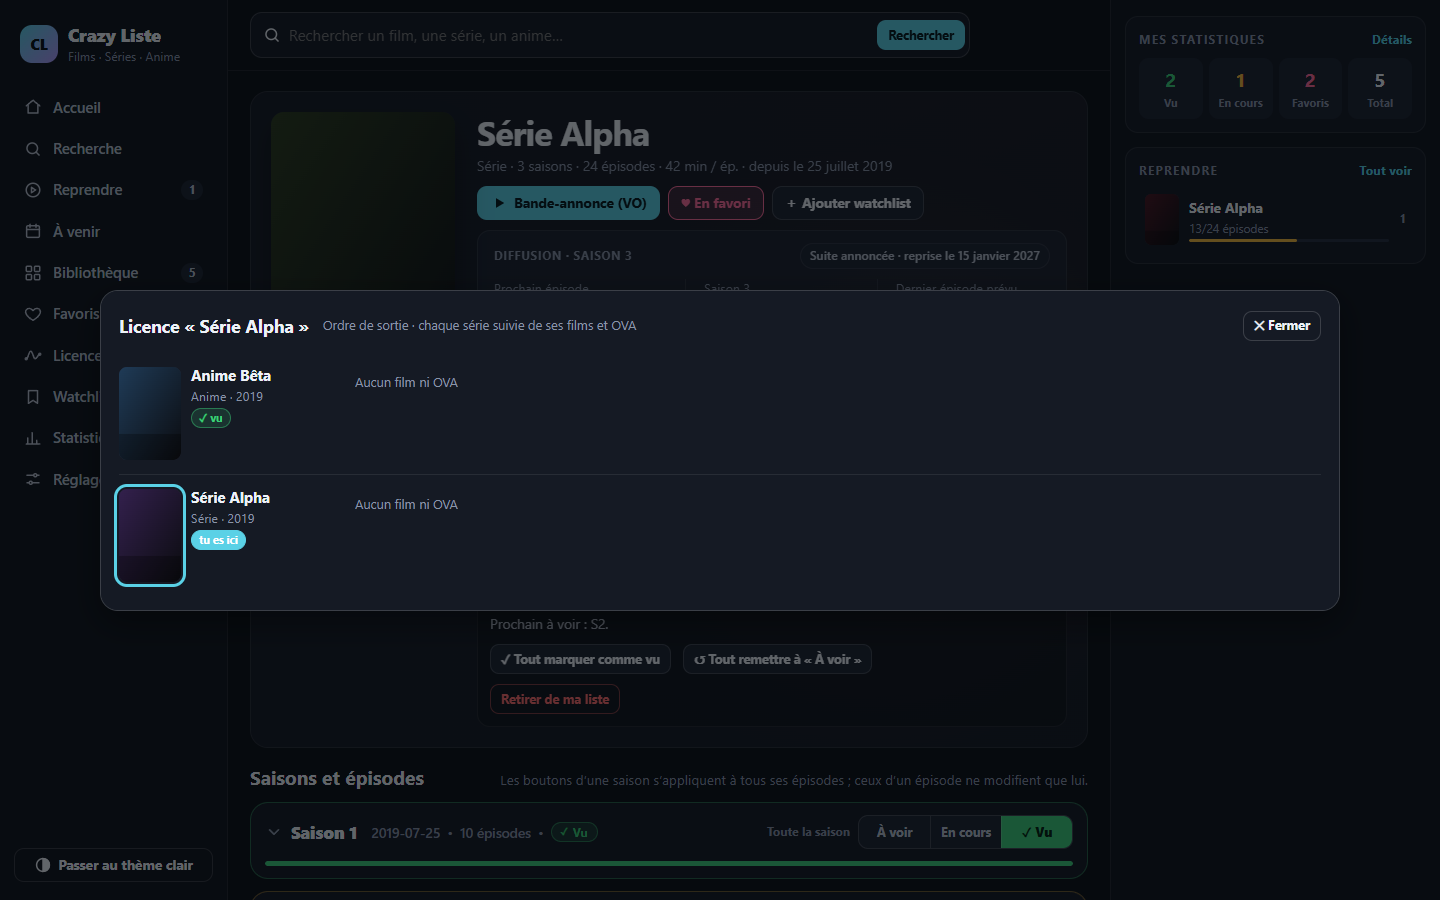 CL
Crazy Liste
Films · Séries · Anime
Accueil
Recherche
Reprendre
1
À venir
Bibliothèque
5
Favoris
Licence
Watchl
Statisti
Réglag
Passer au thème clair
Rechercher un film, une série, un anime...
Rechercher
Série Alpha
Série · 3 saisons · 24 épisodes · 42 min / ép. · depuis le 25 juillet 2019
▶ Bande-annonce (VO)
♥ En favori
+ Ajouter watchlist
DIFFUSION · SAISON 3
Suite annoncée · reprise le 15 janvier 2027
Prochain épisode
Saison 3
Dernier épisode prévu
Licence « Série Alpha »
Ordre de sortie · chaque série suivie de ses films et OVA
✕ Fermer
Anime Bêta
Anime · 2019
✓ vu
Aucun film ni OVA
Série Alpha
Série · 2019
tu es ici
Aucun film ni OVA
Prochain à voir : S2.
✓ Tout marquer comme vu
↺ Tout remettre à « À voir »
Retirer de ma liste
Saisons et épisodes
Les boutons d'une saison s'appliquent à tous ses épisodes ; ceux d'un épisode ne modifient que lui.
Saison 1
2019-07-25 • 10 épisodes •
✓ Vu
Toute la saison
À voir
En cours
✓ Vu
MES STATISTIQUES
Détails
2
Vu
1
En cours
2
Favoris
5
Total
REPRENDRE
Tout voir
Série Alpha
13/24 épisodes
1